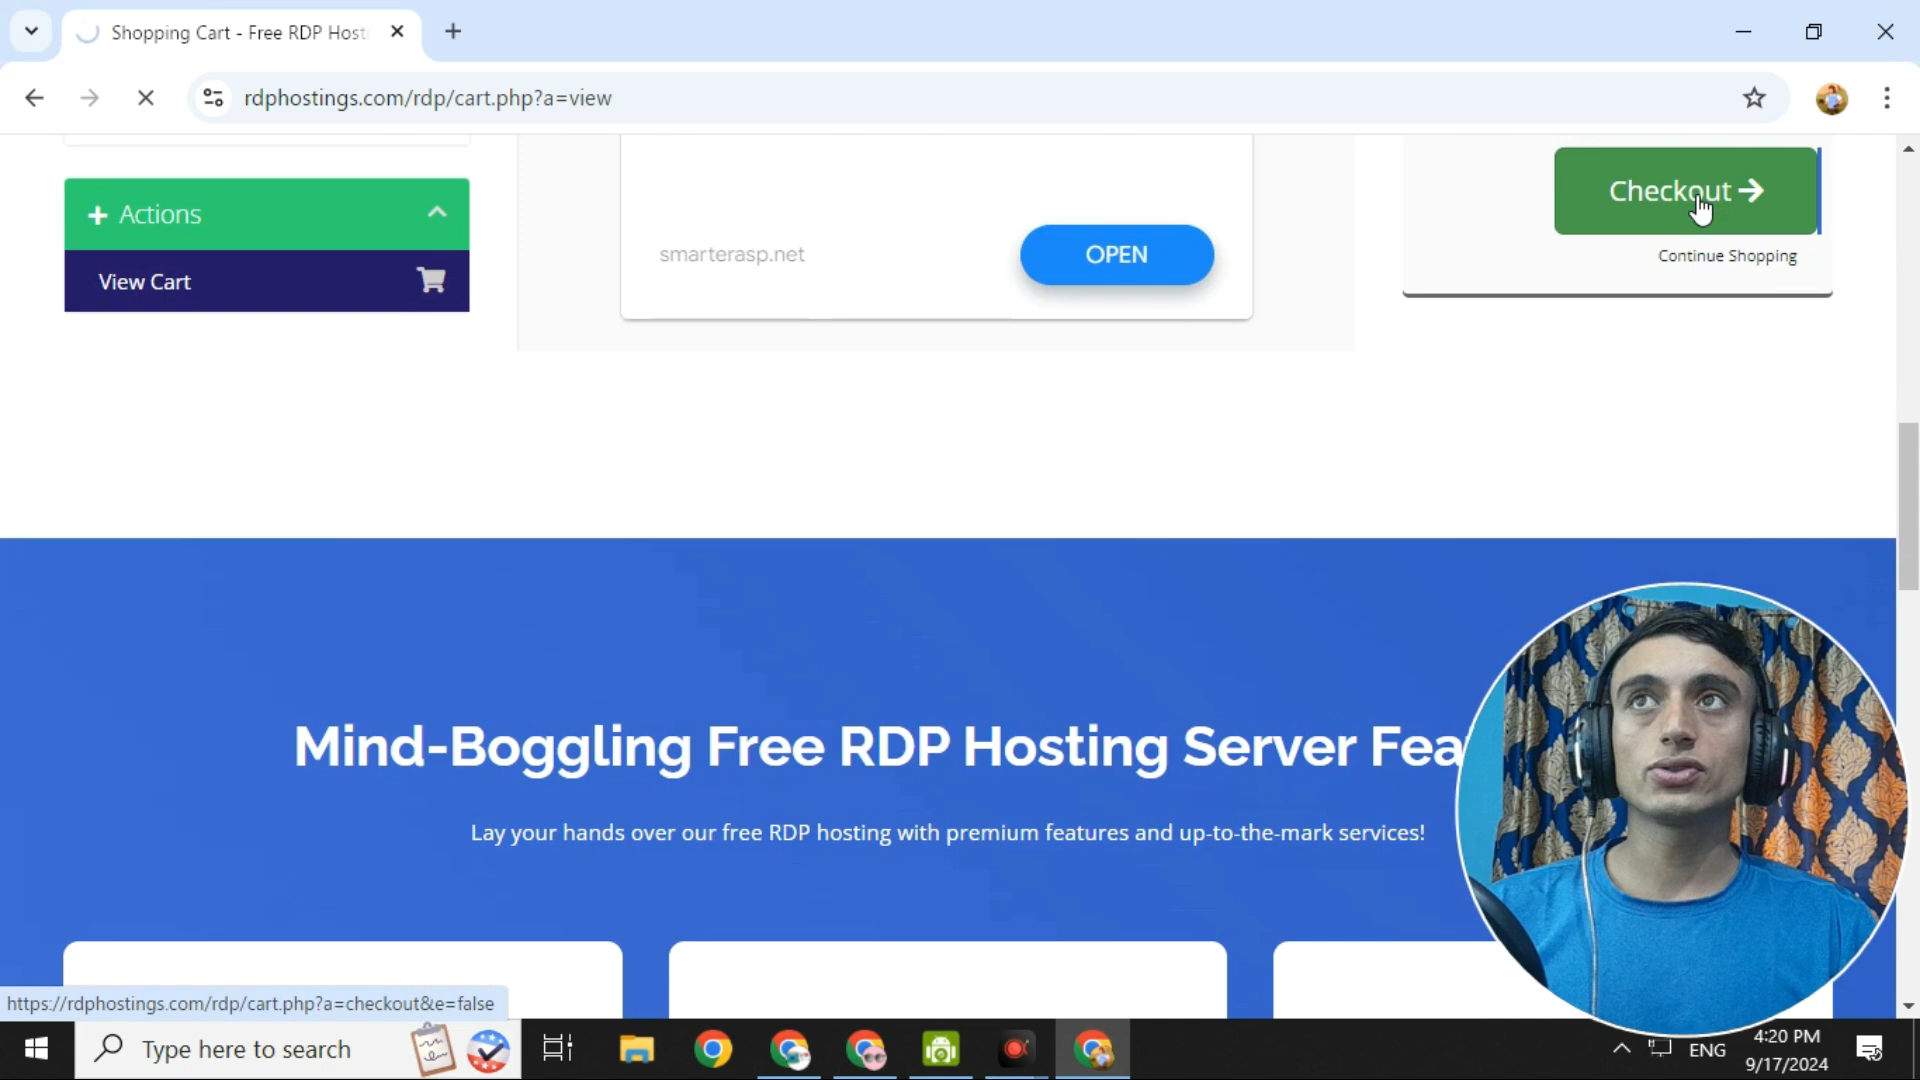 Shopping Cart - Free RDP Host
rdphostings.com/rdp/cart.php?a=view
Actions
View Cart
smarterasp.net
OPEN
Checkout
Continue Shopping
Mind-Boggling Free RDP Hosting Server Fea
Lay your hands over our free RDP hosting with premium features and up-to-the-mark services!
https://rdphostings.com/rdp/cart.php?a=checkout&e=false
Type here to search
ENG
4:20 PM
9/17/2024